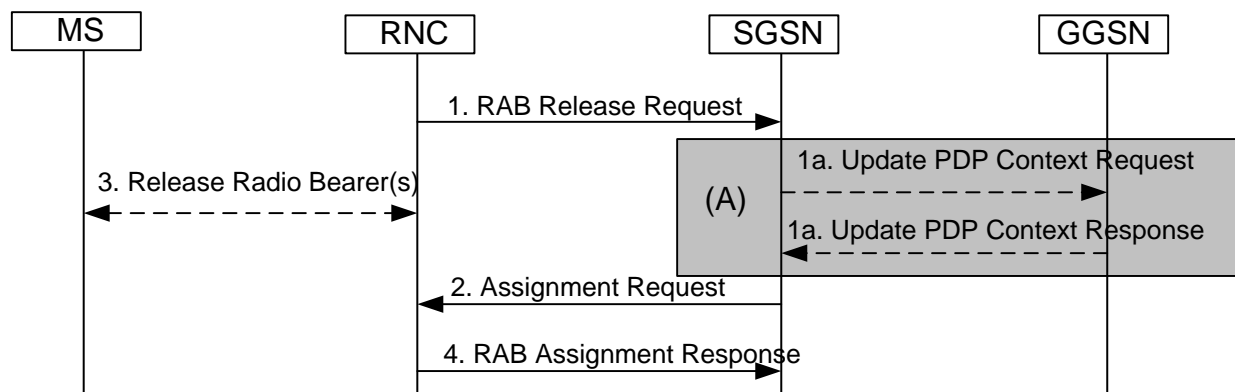 MS
RNC
SGSN
GGSN
1. RAB Release Request
1a. Update PDP Context Request
3. Release Radio Bearer(s)
(A)
1a. Update PDP Context Response
2. Assignment Request
4. RAB Assignment Response